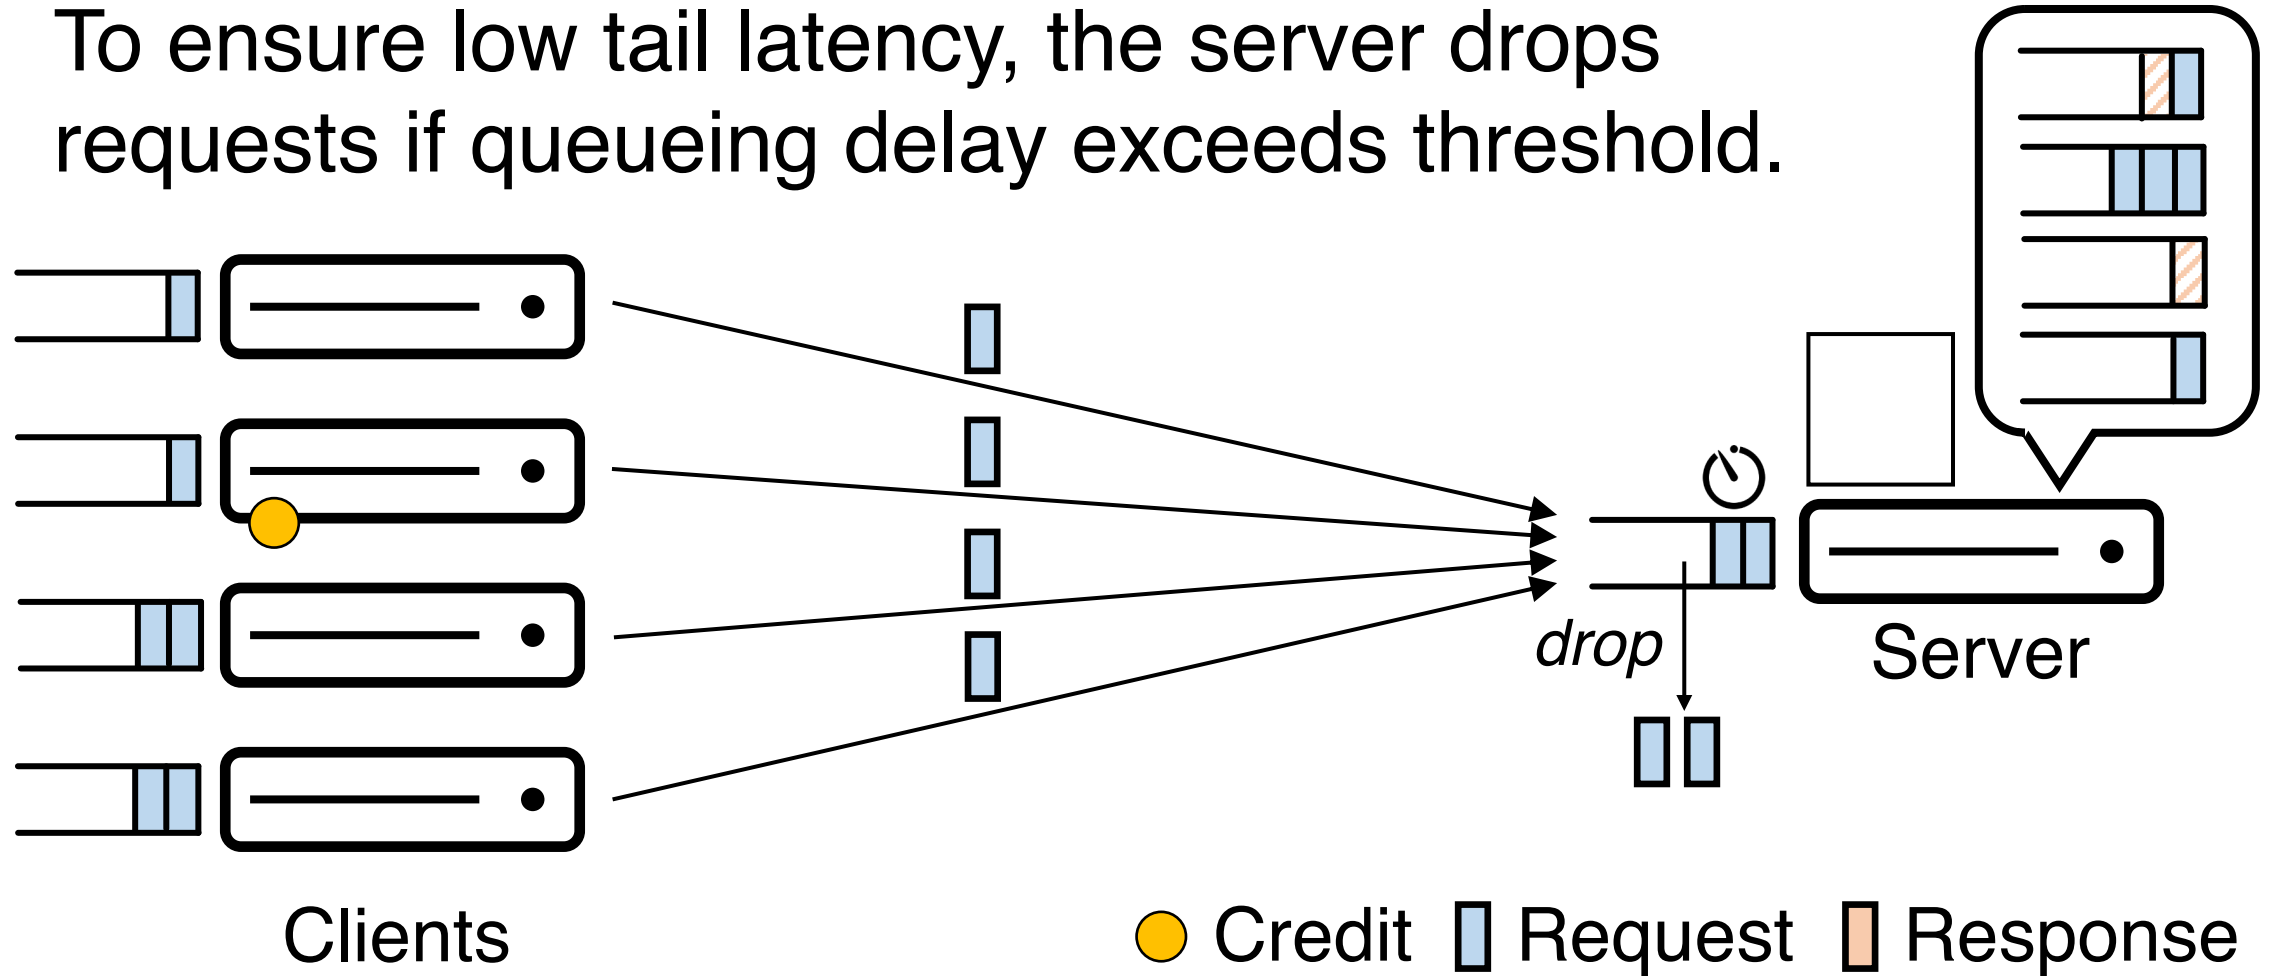 To ensure low tail latency, the server drops
requests if queueing delay exceeds threshold.
drop
Server
Clients
Credit Request Response